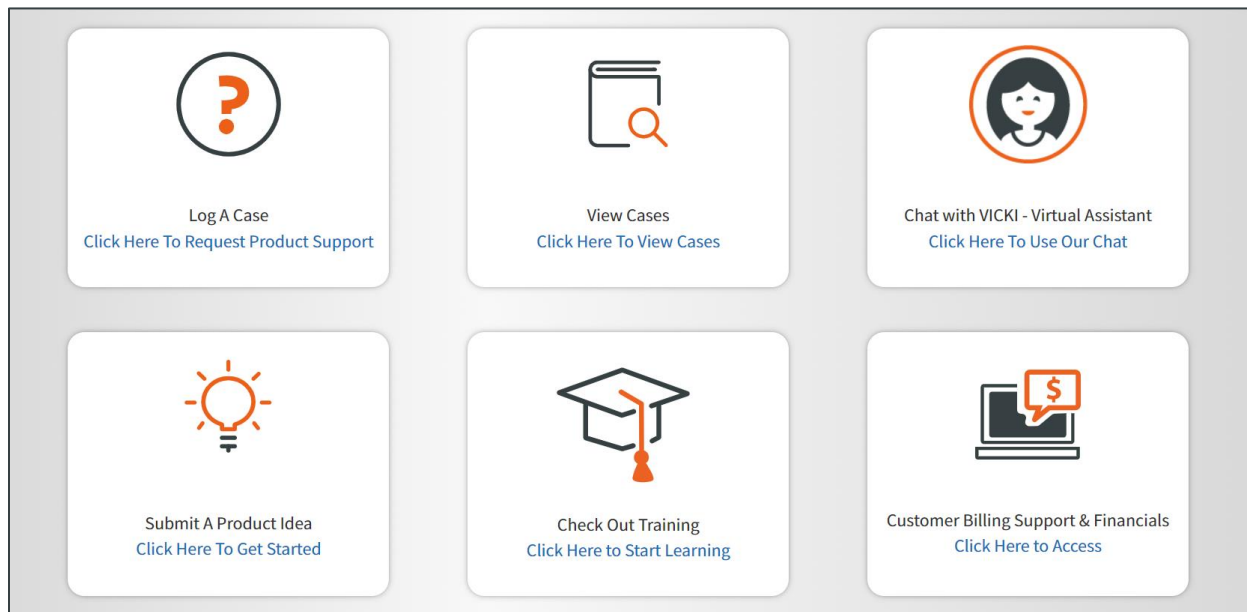 ?
Log A Case
Click Here To Request Product Support
View Cases
Click Here To View Cases
Chat with VICKI - Virtual Assistant
Click Here To Use Our Chat
Submit A Product Idea
Click Here To Get Started
Check Out Training
Click Here to Start Learning
$
Customer Billing Support & Financials
Click Here to Access